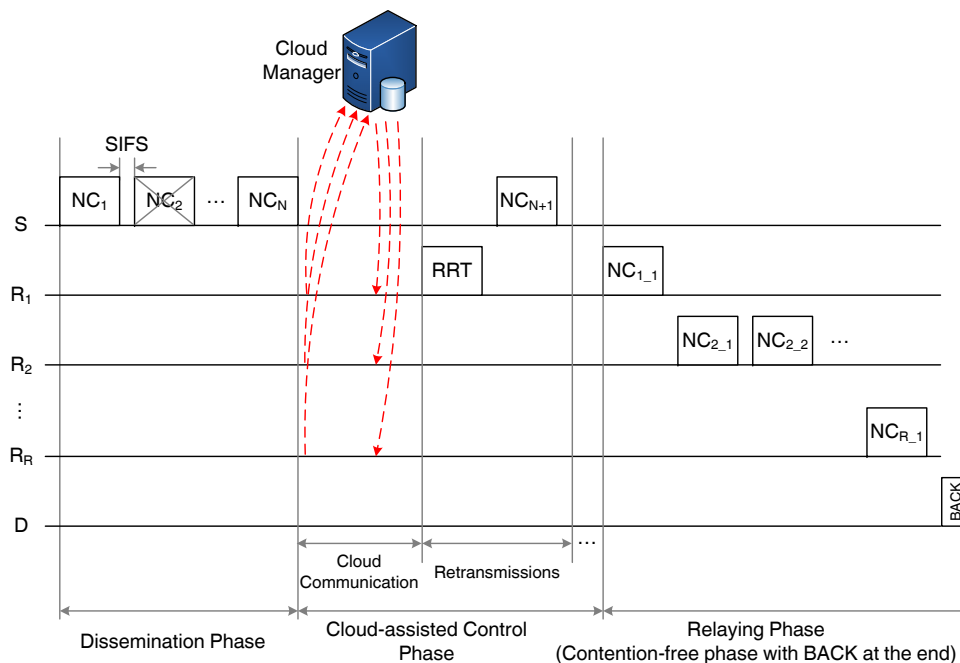 Cloud
Manager
SIFS
NC1
NC2
...
NCN
NCN+1
S
RRT
NC1_1
R1
NC2_1
NC2_2
...
R2
...
NCR_1
RR
BACK
D
Cloud
Communication
Retransmissions
...
Dissemination Phase
Cloud-assisted Control
Phase
Relaying Phase
(Contention-free phase with BACK at the end)